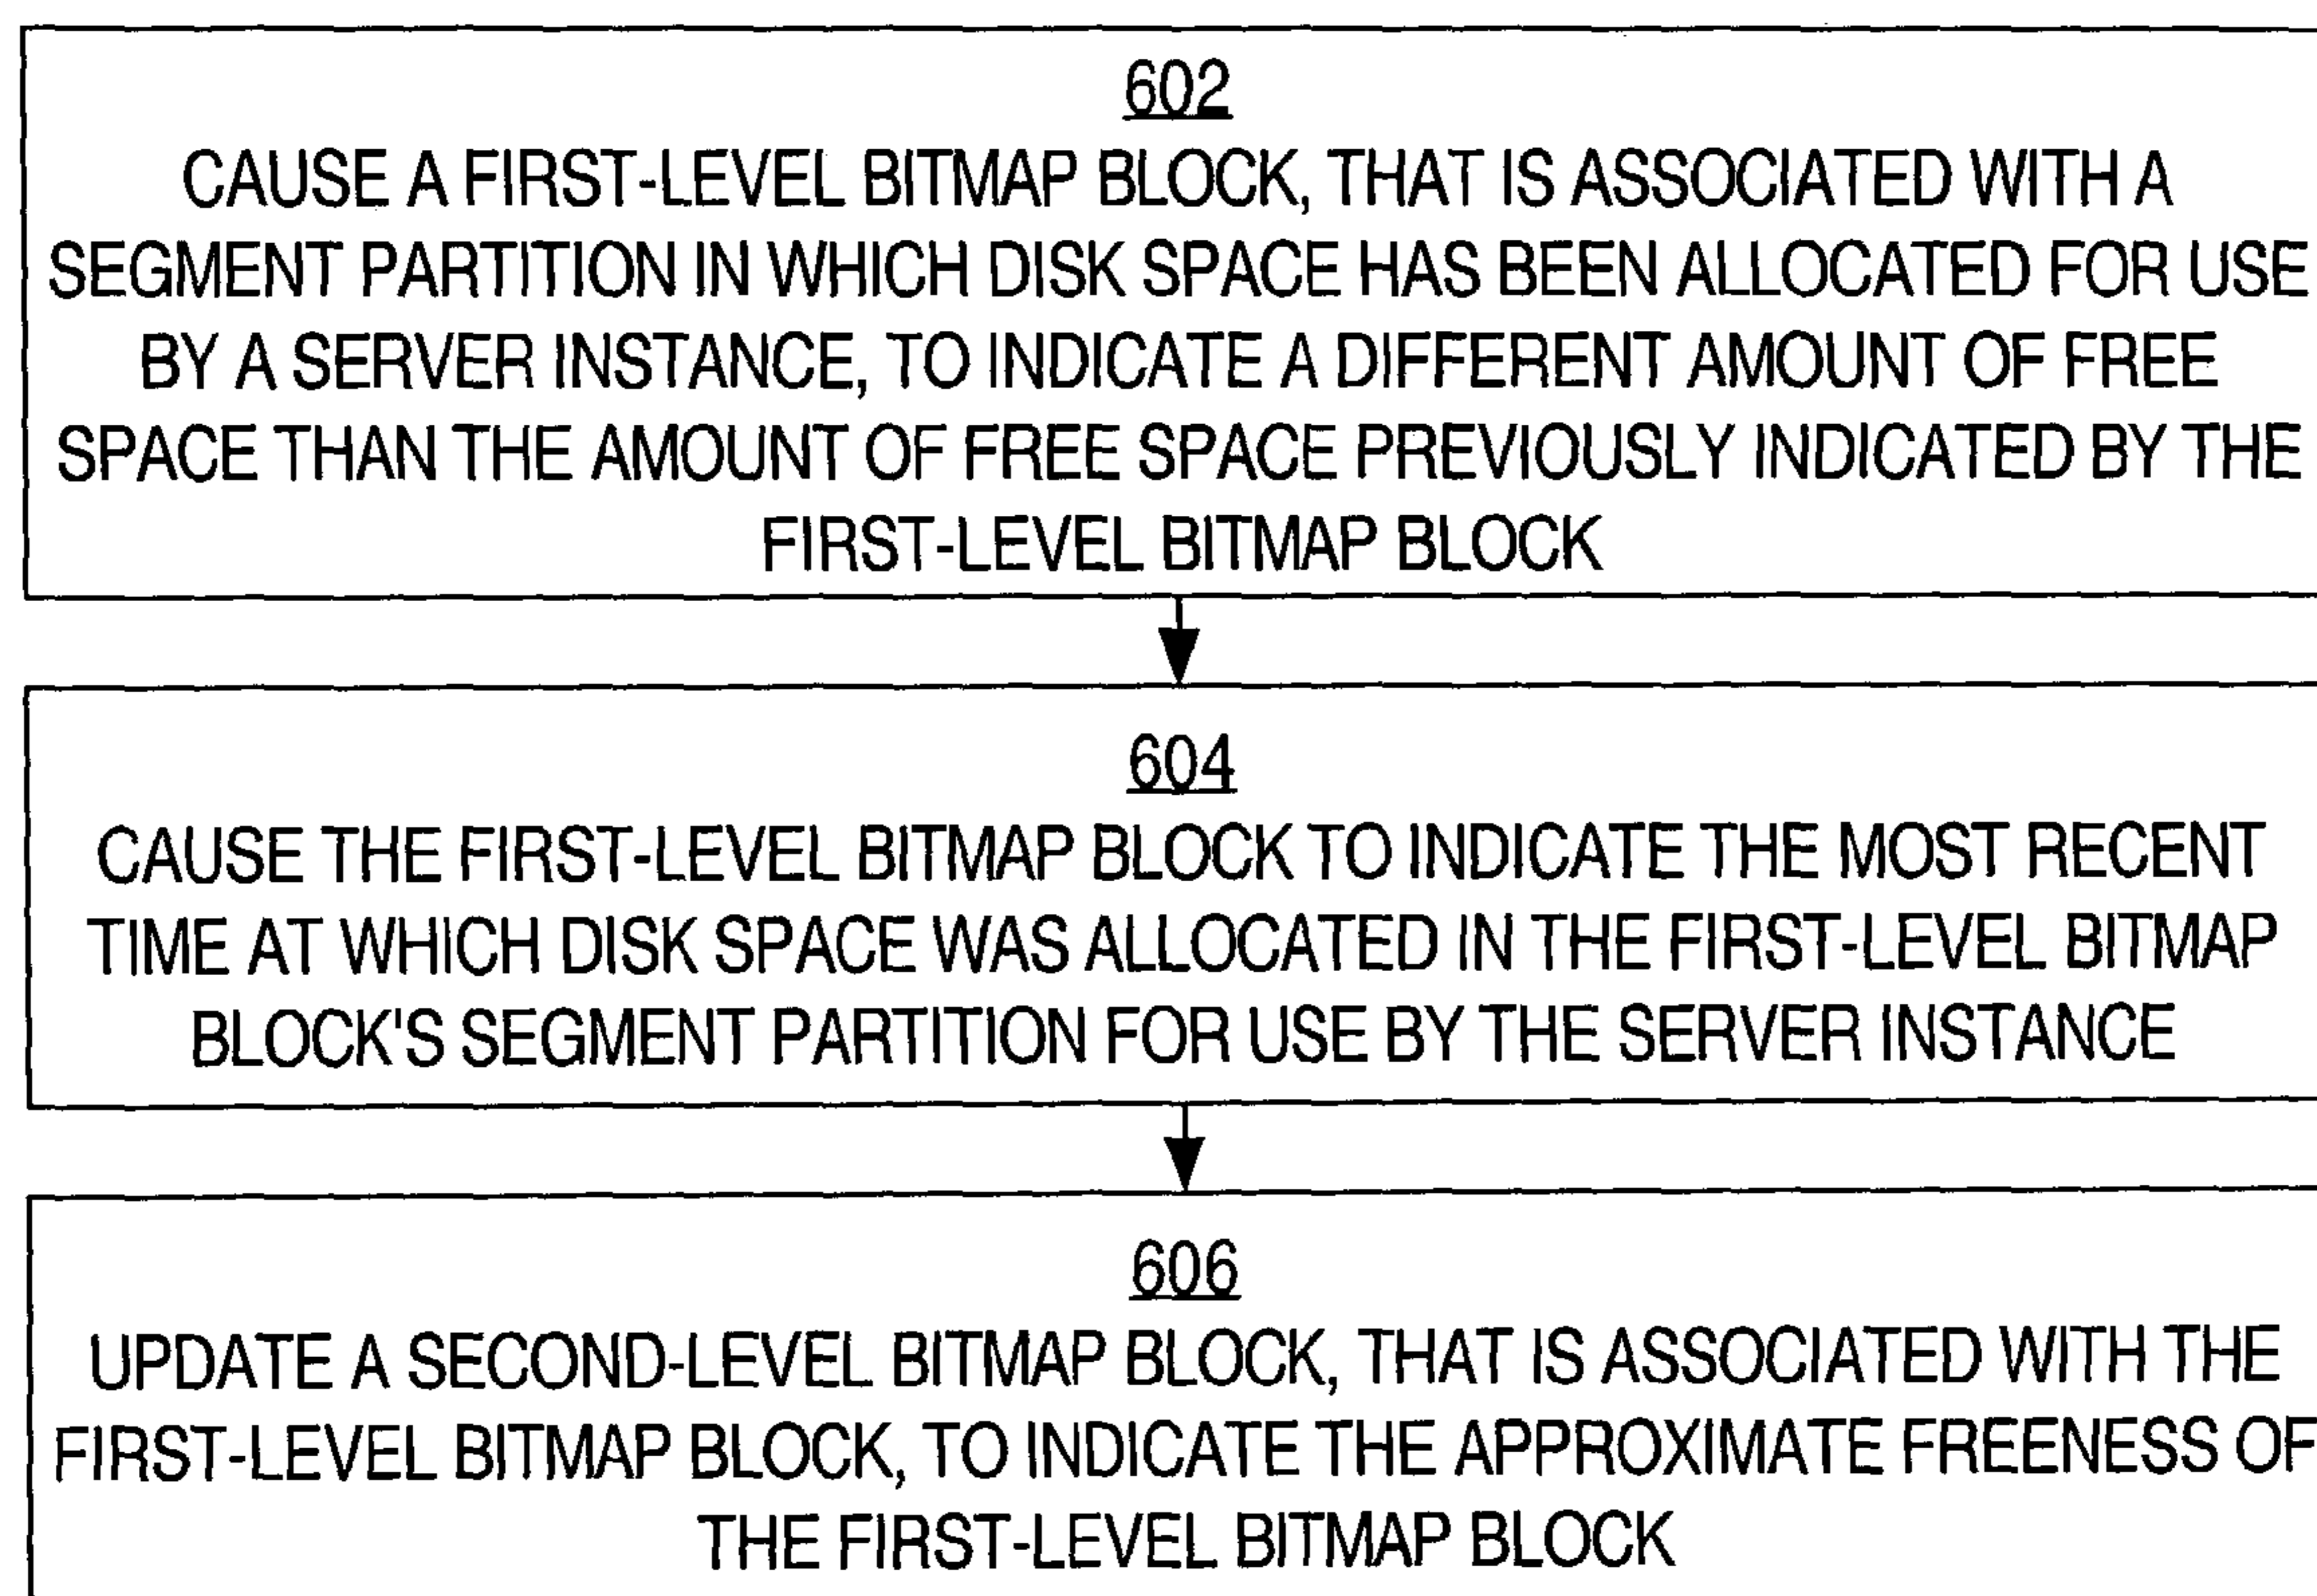 602
CAUSE A FIRST-LEVEL BITMAP BLOCK, THAT IS ASSOCIATED WITH A
SEGMENT PARTITION IN WHICH DISK SPACE HAS BEEN ALLOCATED FOR USE
BY A SERVER INSTANCE, TO INDICATE A DIFFERENT AMOUNT OF FREE
SPACE THAN THE AMOUNT OF FREE SPACE PREVIOUSLY INDICATED BY THE
FIRST-LEVEL BITMAP BLOCK
604
CAUSE THE FIRST-LEVEL BITMAP BLOCK TO INDICATE THE MOST RECENT
TIME AT WHICH DISK SPACE WAS ALLOCATED IN THE FIRST-LEVEL BITMAP
BLOCK'S SEGMENT PARTITION FOR USE BY THE SERVER INSTANCE
606
UPDATE A SECOND-LEVEL BITMAP BLOCK, THAT IS ASSOCIATED WITH THE
FIRST-LEVEL BITMAP BLOCK, TO INDICATE THE APPROXIMATE FREENESS OF
THE FIRST-LEVEL BITMAP BLOCK